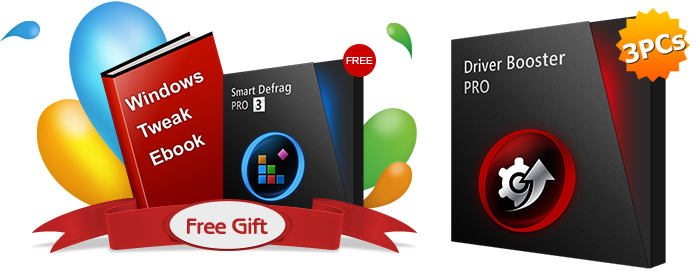 Windows
Tweak
Ebook
Smart Defrag
PRO 3
FREE
Free Gift
Driver Booster
PRO
3PCs